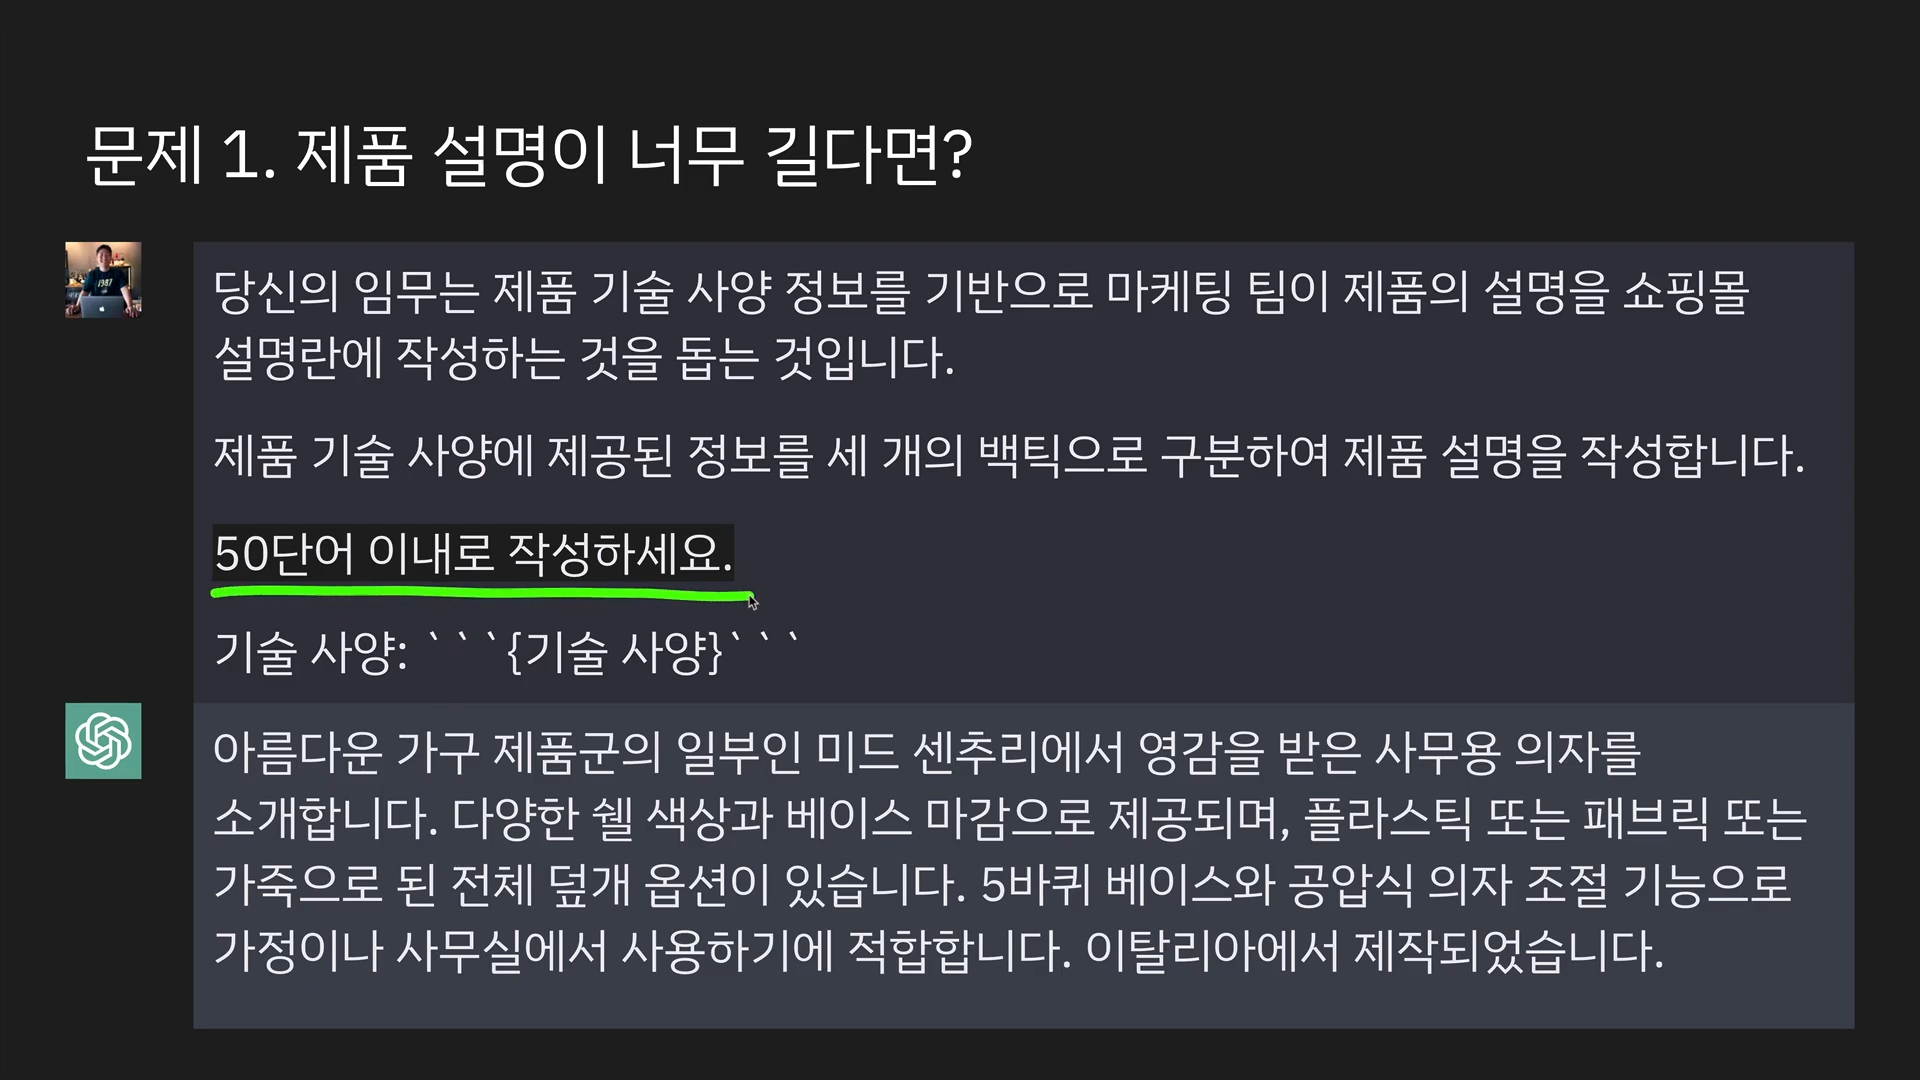 문제 1. 제품 설명이 너무 길다면?
당신의 임무는 제품 기술 사양 정보를 기반으로 마케팅 팀이 제품의 설명을 쇼핑몰
설명란에 작성하는 것을 돕는 것입니다.
제품 기술 사양에 제공된 정보를 세 개의 백틱으로 구분하여 제품 설명을 작성합니다.
50단어 이내로 작성하세요.
기술 사양: ```{기술 사양}```
아름다운 가구 제품군의 일부인 미드 센추리에서 영감을 받은 사무용 의자를
소개합니다. 다양한 쉘 색상과 베이스 마감으로 제공되며, 플라스틱 또는 패브릭 또는
가죽으로 된 전체 덮개 옵션이 있습니다. 5바퀴 베이스와 공압식 의자 조절 기능으로
가정이나 사무실에서 사용하기에 적합합니다. 이탈리아에서 제작되었습니다.